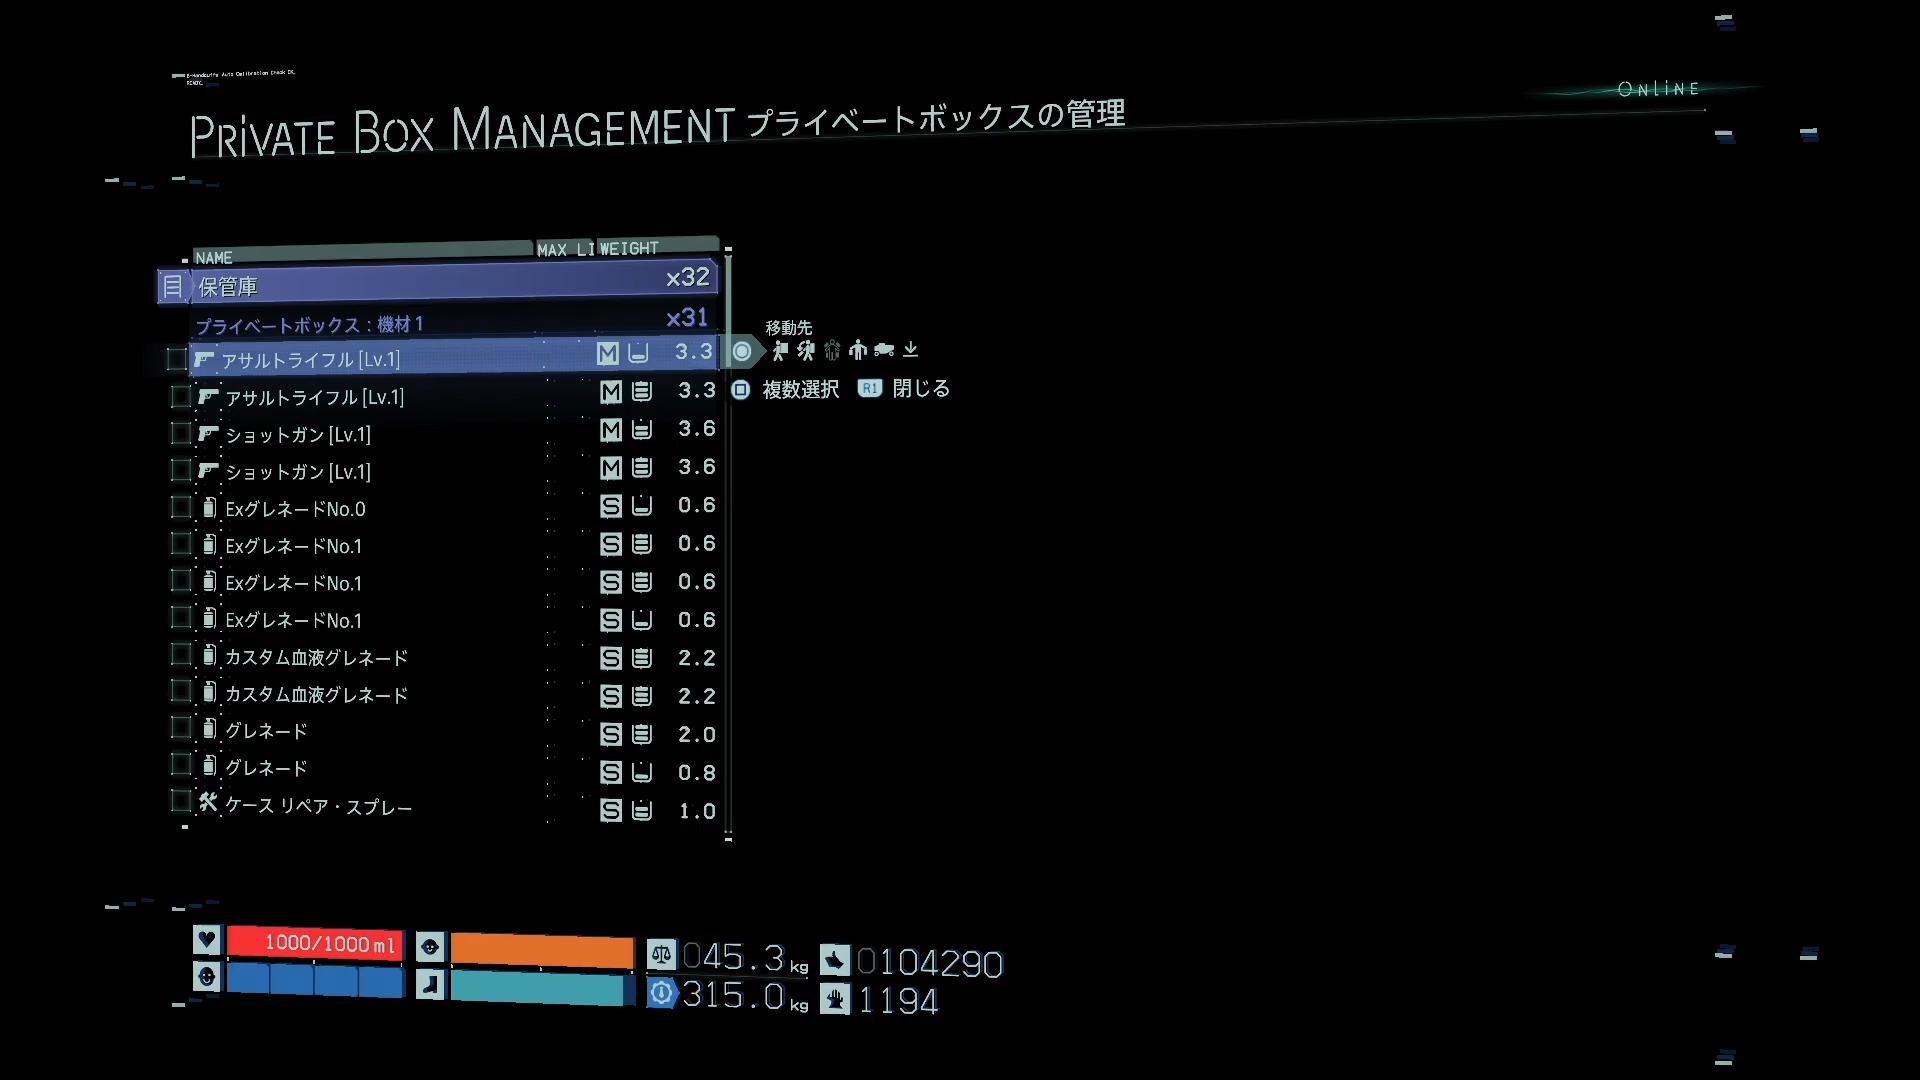 B-Handcuffs Auto Calibration Check OK.
READY.
Private Box Management プライベートボックスの管理
Online
NAME MAX LI WEIGHT
保管庫 x32
プライベートボックス : 機材 1 x31
アサルトライフル [Lv.1] M 3.3
アサルトライフル [Lv.1] M 3.3
ショットガン [Lv.1] M 3.6
ショットガン [Lv.1] M 3.6
ExグレネードNo.0 S 0.6
ExグレネードNo.1 S 0.6
ExグレネードNo.1 S 0.6
ExグレネードNo.1 S 0.6
カスタム血液グレネード S 2.2
カスタム血液グレネード S 2.2
グレネード S 2.0
グレネード S 0.8
ケース リペア・スプレー S 1.0
移動先
複数選択 R1 閉じる
1000/1000ml
045.3kg 0104290
315.0kg 1194